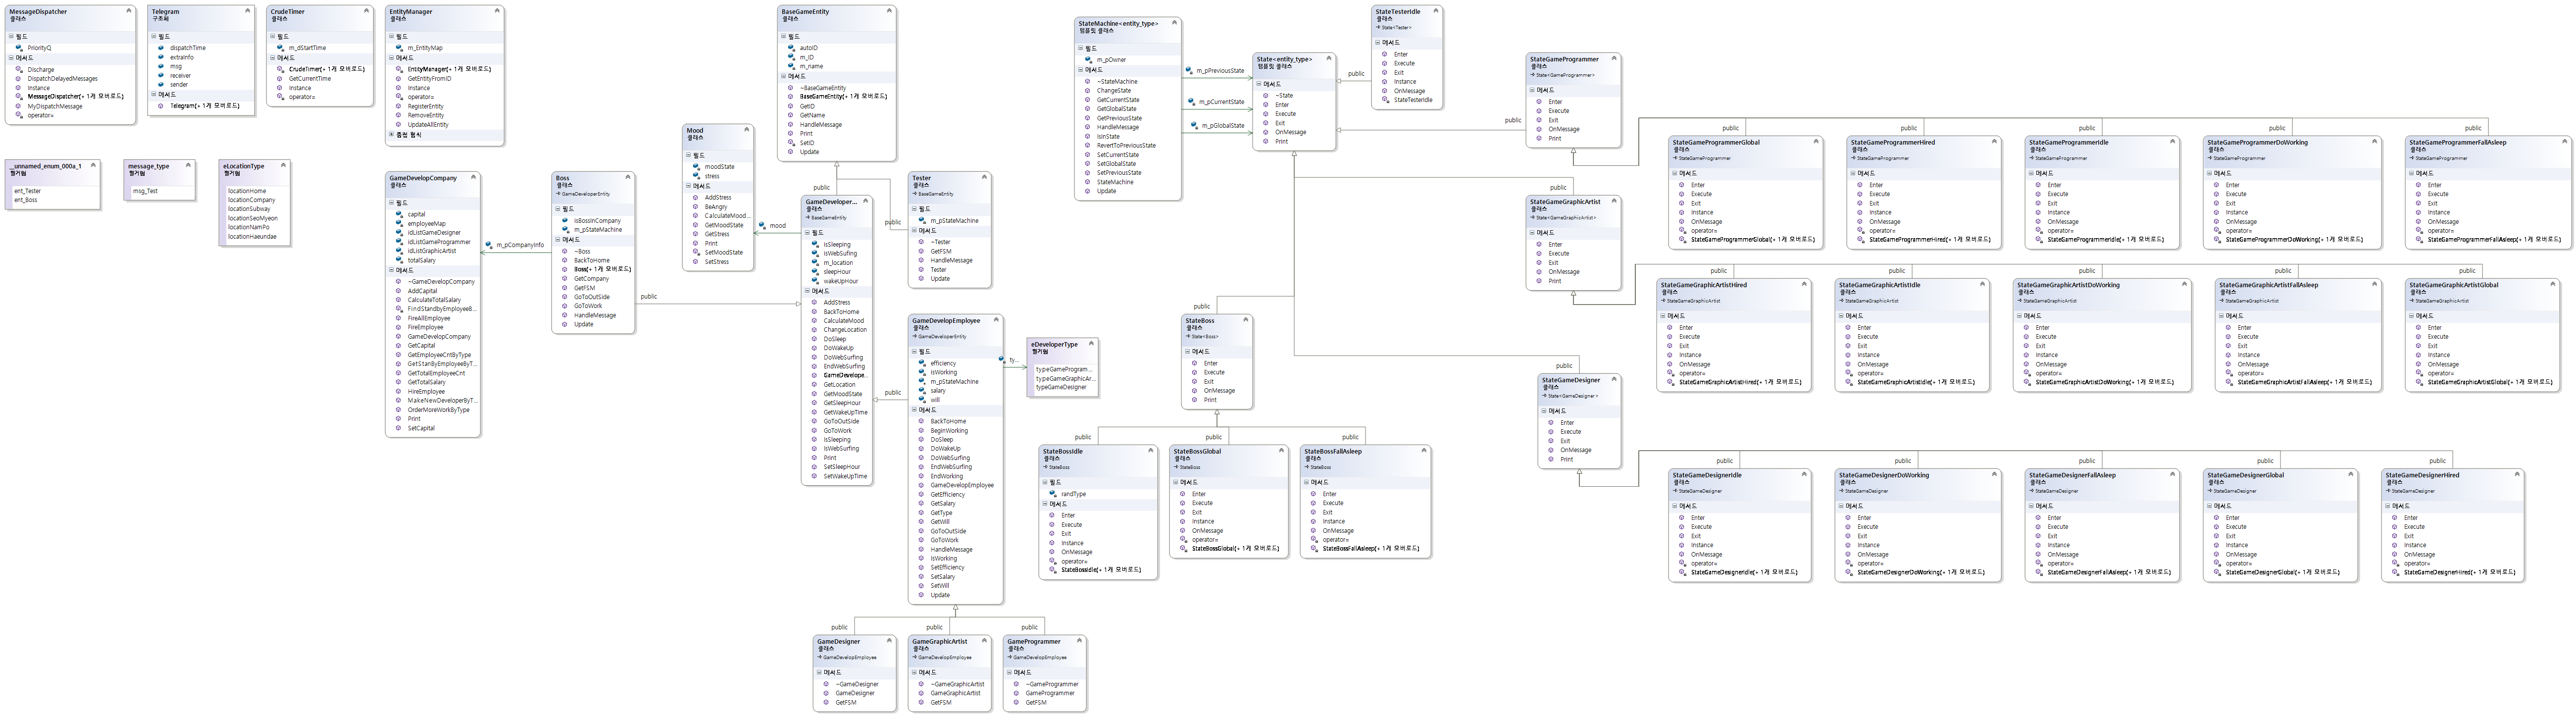 MessageDispatcher
클래스
필드
PriorityQ
메서드
Discharge
DispatchDelayedMessages
Instance
MessageDispatcher(+ 1개 오버로드)
MyDispatchMessage
operator=
Telegram
구조체
필드
dispatchTime
extraInfo
msg
receiver
sender
메서드
Telegram(+ 1개 오버로드)
CrudeTimer
클래스
필드
m_dStartTime
메서드
CrudeTimer(+ 1개 오버로드)
GetCurrentTime
Instance
operator=
EntityManager
클래스
필드
m_EntityMap
메서드
EntityManager(+ 1개 오버로드)
GetEntityFromID
Instance
operator=
RegisterEntity
RemoveEntity
UpdateAllEntity
중첩 형식
__unnamed_enum_000a_1
열거형
ent_Tester
ent_Boss
message_type
열거형
msg_Test
eLocationType
열거형
locationHome
locationCompany
locationSubway
locationSeoMyeon
locationNamPo
locationHaeundae
GameDevelopCompany
클래스
필드
capital
employeeMap
idListGameDesigner
idListGameProgrammer
idListGraphicArtist
totalSalary
메서드
~GameDevelopCompany
AddCapital
CalculateTotalSalary
FindStandbyEmployeeB...
FireAllEmployee
FireEmployee
GameDevelopCompany
GetCapital
GetEmployeeCntByType
GetStanByEmployeeByT...
GetTotalEmployeeCnt
GetTotalSalary
HireEmployee
MakeNewDeveloperByT...
OrderMoreWorkByType
Print
SetCapital
m_pCompanyInfo
Boss
클래스
GameDeveloperEntity
필드
isBossInCompany
m_pStateMachine
메서드
~Boss
BackToHome
Boss(+ 1개 오버로드)
GetCompany
GetFSM
GoToOutSide
GoToWork
HandleMessage
Update
public
Mood
클래스
필드
moodState
stress
메서드
AddStress
BeAngry
CalculateMood...
GetMoodState
GetStress
Print
SetMoodState
SetStress
mood
BaseGameEntity
클래스
필드
autoID
m_ID
m_name
메서드
~BaseGameEntity
BaseGameEntity(+ 1개 오버로드)
GetID
GetName
HandleMessage
Print
SetID
Update
public
public
GameDeveloper...
클래스
BaseGameEntity
필드
isSleeping
isWebSufing
m_location
sleepHour
wakeUpHour
메서드
AddStress
BackToHome
CalculateMood
ChangeLocation
DoSleep
DoWakeUp
DoWebSurfing
EndWebSurfing
GameDevelope...
GetLocation
GetMoodState
GetSleepHour
GetWakeUpTime
GoToOutSide
GoToWork
IsSleeping
IsWebSurfing
Print
SetSleepHour
SetWakeUpTime
Tester
클래스
BaseGameEntity
필드
m_pStateMachine
메서드
~Tester
GetFSM
HandleMessage
Tester
Update
public
GameDevelopEmployee
클래스
GameDeveloperEntity
필드
efficiency
isWorking
m_pStateMachine
salary
will
메서드
BackToHome
BeginWorking
DoSleep
DoWakeUp
DoWebSurfing
EndWebSurfing
EndWorking
GameDevelopEmployee
GetEfficiency
GetSalary
GetType
GetWill
GoToOutSide
GoToWork
HandleMessage
IsWorking
SetEfficiency
SetSalary
SetWill
Update
ty...
eDeveloperType
열거형
typeGameProgram...
typeGameGraphicAr...
typeGameDesigner
public
public
public
GameDesigner
클래스
GameDevelopEmployee
메서드
~GameDesigner
GameDesigner
GetFSM
GameGraphicArtist
클래스
GameDevelopEmployee
메서드
~GameGraphicArtist
GameGraphicArtist
GetFSM
GameProgrammer
클래스
GameDevelopEmployee
메서드
~GameProgrammer
GameProgrammer
GetFSM
StateMachine<entity_type>
템플릿 클래스
필드
m_pOwner
메서드
~StateMachine
ChangeState
GetCurrentState
GetGlobalState
GetPreviousState
HandleMessage
IsInState
RevertToPreviousState
SetCurrentState
SetGlobalState
SetPreviousState
StateMachine
Update
m_pPreviousState
m_pCurrentState
m_pGlobalState
State<entity_type>
템플릿 클래스
메서드
~State
Enter
Execute
Exit
OnMessage
Print
public
StateTesterIdle
클래스
State<Tester>
메서드
Enter
Execute
Exit
Instance
OnMessage
StateTesterIdle
public
StateGameProgrammer
클래스
State<GameProgrammer>
메서드
Enter
Execute
Exit
OnMessage
Print
public
public
public
public
public
StateGameProgrammerGlobal
클래스
StateGameProgrammer
메서드
Enter
Execute
Exit
Instance
OnMessage
operator=
StateGameProgrammerGlobal(+ 1개 오버로드)
StateGameProgrammerHired
클래스
StateGameProgrammer
메서드
Enter
Execute
Exit
Instance
OnMessage
operator=
StateGameProgrammerHired(+ 1개 오버로드)
StateGameProgrammerIdle
클래스
StateGameProgrammer
메서드
Enter
Execute
Exit
Instance
OnMessage
operator=
StateGameProgrammerIdle(+ 1개 오버로드)
StateGameProgrammerDoWorking
클래스
StateGameProgrammer
메서드
Enter
Execute
Exit
Instance
OnMessage
operator=
StateGameProgrammerDoWorking(+ 1개 오버로드)
StateGameProgrammerFallAsleep
클래스
StateGameProgrammer
메서드
Enter
Execute
Exit
Instance
OnMessage
operator=
StateGameProgrammerFallAsleep(+ 1개 오버로드)
public
StateGameGraphicArtist
클래스
State<GameGraphicArtist>
메서드
Enter
Execute
Exit
OnMessage
Print
public
public
public
public
public
StateGameGraphicArtistHired
클래스
StateGameGraphicArtist
메서드
Enter
Execute
Exit
Instance
OnMessage
operator=
StateGameGraphicArtistHired(+ 1개 오버로드)
StateGameGraphicArtistIdle
클래스
StateGameGraphicArtist
메서드
Enter
Execute
Exit
Instance
OnMessage
operator=
StateGameGraphicArtistIdle(+ 1개 오버로드)
StateGameGraphicArtistDoWorking
클래스
StateGameGraphicArtist
메서드
Enter
Execute
Exit
Instance
OnMessage
operator=
StateGameGraphicArtistDoWorking(+ 1개 오버로드)
StateGameGraphicArtistFallAsleep
클래스
StateGameGraphicArtist
메서드
Enter
Execute
Exit
Instance
OnMessage
operator=
StateGameGraphicArtistFallAsleep(+ 1개 오버로드)
StateGameGraphicArtistGlobal
클래스
StateGameGraphicArtist
메서드
Enter
Execute
Exit
Instance
OnMessage
operator=
StateGameGraphicArtistGlobal(+ 1개 오버로드)
public
StateBoss
클래스
State<Boss>
메서드
Enter
Execute
Exit
OnMessage
Print
public
public
public
StateBossIdle
클래스
StateBoss
필드
randType
메서드
Enter
Execute
Exit
Instance
OnMessage
operator=
StateBossIdle(+ 1개 오버로드)
StateBossGlobal
클래스
StateBoss
메서드
Enter
Execute
Exit
Instance
OnMessage
operator=
StateBossGlobal(+ 1개 오버로드)
StateBossFallAsleep
클래스
StateBoss
메서드
Enter
Execute
Exit
Instance
OnMessage
operator=
StateBossFallAsleep(+ 1개 오버로드)
public
StateGameDesigner
클래스
State<GameDesigner>
메서드
Enter
Execute
Exit
OnMessage
Print
public
public
public
public
public
StateGameDesignerIdle
클래스
StateGameDesigner
메서드
Enter
Execute
Exit
Instance
OnMessage
operator=
StateGameDesignerIdle(+ 1개 오버로드)
StateGameDesignerDoWorking
클래스
StateGameDesigner
메서드
Enter
Execute
Exit
Instance
OnMessage
operator=
StateGameDesignerDoWorking(+ 1개 오버로드)
StateGameDesignerFallAsleep
클래스
StateGameDesigner
메서드
Enter
Execute
Exit
Instance
OnMessage
operator=
StateGameDesignerFallAsleep(+ 1개 오버로드)
StateGameDesignerGlobal
클래스
StateGameDesigner
메서드
Enter
Execute
Exit
Instance
OnMessage
operator=
StateGameDesignerGlobal(+ 1개 오버로드)
StateGameDesignerHired
클래스
StateGameDesigner
메서드
Enter
Execute
Exit
Instance
OnMessage
operator=
StateGameDesignerHired(+ 1개 오버로드)